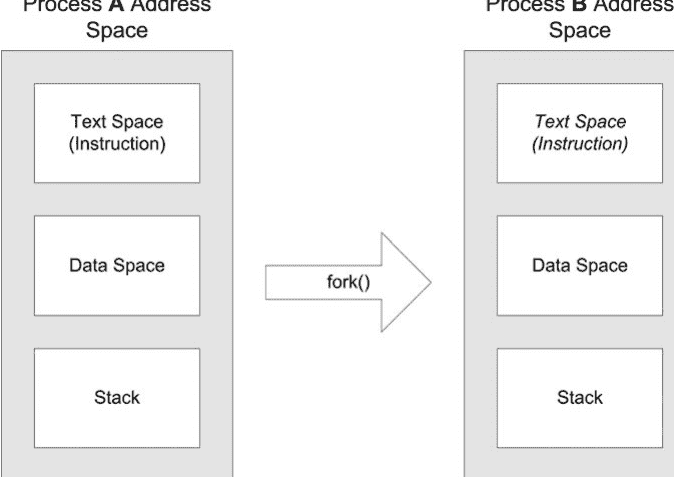 Process A Address
Space
Text Space
(Instruction)
Data Space
Stack
fork()
Process B Address
Space
Text Space
(Instruction)
Data Space
Stack